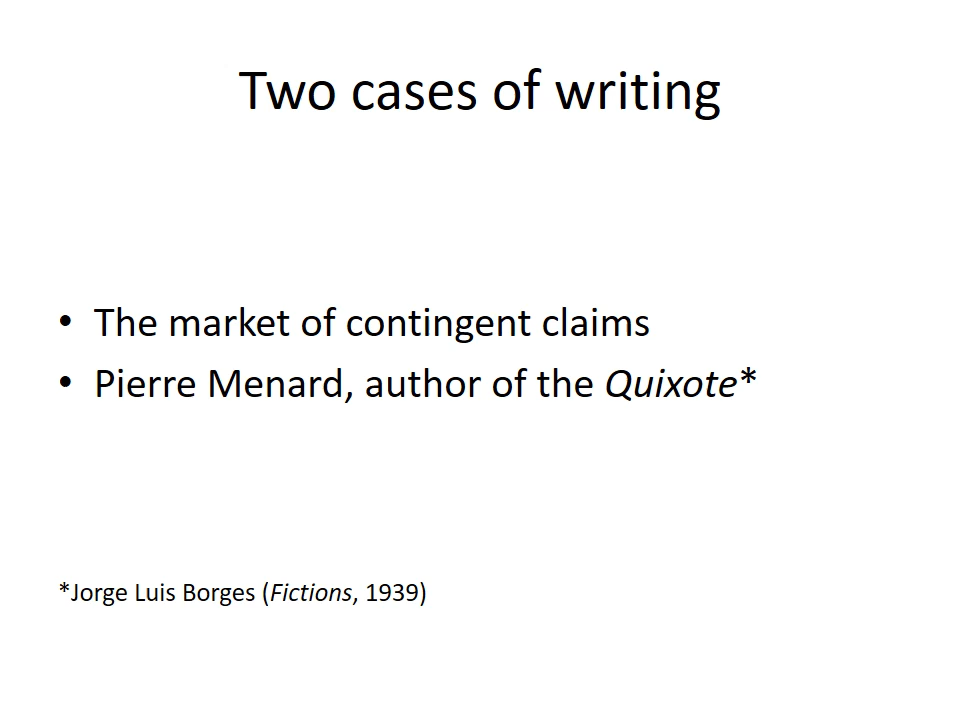 Two cases of writing
• The market of contingent claims
• Pierre Menard, author of the Quixote*
*Jorge Luis Borges (Fictions, 1939)